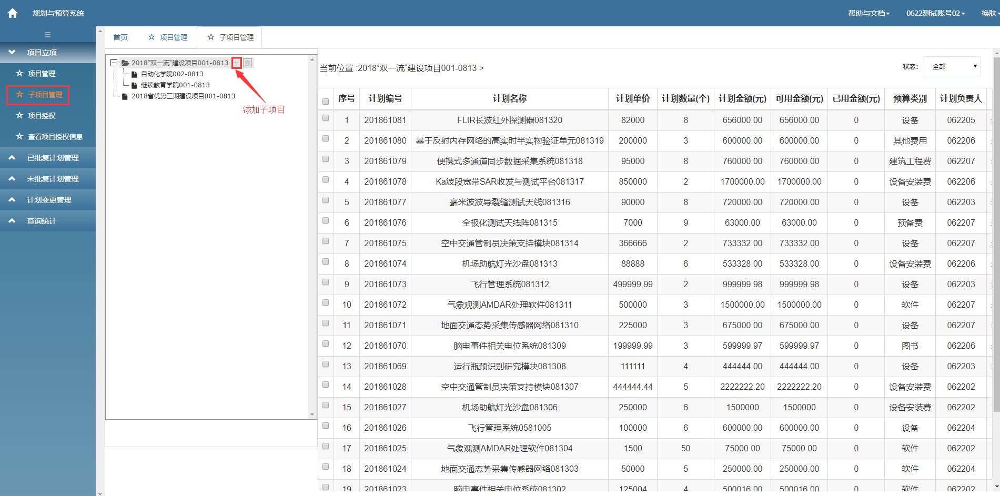 规划与预算系统
帮助与文档
0622测试账号02
换肤
项目立项
项目管理
子项目管理
项目授权
查看项目授权信息
已批复计划管理
未批复计划管理
计划变更管理
查询统计
首页 项目管理 子项目管理
2018”双一流“建设项目001-0813
自动化学院002-0813
继续教育学院001-0813
2018省优势三期建设项目001-0813
添加子项目
当前位置 :2018”双一流“建设项目001-0813 >
状态: 全部
序号 计划编号 计划名称 计划单价 计划数量(个) 计划金额(元) 可用金额(元) 已用金额(元) 预算类别 计划负责人
1 201861081 FLIR长波红外探测器081320 82000 8 656000.00 656000.00 0 设备 062205
2 201861080 基于反射内存网络的高实时半实物验证单元081319 200000 3 600000.00 600000.00 0 其他费用 062206
3 201861079 便携式多通道同步数据采集系统081318 95000 8 760000.00 760000.00 0 建筑工程费 062207
4 201861078 Ka波段宽带SAR收发与测试平台081317 850000 2 1700000.00 1700000.00 0 设备安装费 062206
5 201861077 毫米波波导裂缝测试天线081316 90000 8 720000.00 720000.00 0 设备 062203
6 201861076 全极化测试天线阵081315 7000 9 63000.00 63000.00 0 预备费 062207
7 201861075 空中交通管制员决策支持模块081314 366666 2 733332.00 733332.00 0 设备 062207
8 201861074 机场助航灯光沙盘081313 88888 6 533328.00 533328.00 0 设备安装费 062206
9 201861073 飞行管理系统081312 499999.99 2 999999.98 999999.98 0 设备 062203
10 201861072 气象观测AMDAR处理软件081311 500000 3 1500000.00 1500000.00 0 软件 062207
11 201861071 地面交通态势采集传感器网络081310 225000 3 675000.00 675000.00 0 设备 062207
12 201861070 脑电事件相关电位系统081309 199999.99 3 599999.97 599999.97 0 图书 062206
13 201861069 运行瓶颈识别研究模块081308 111111 4 444444.00 444444.00 0 设备 062203
14 201861028 空中交通管制员决策支持模块081307 444444.44 5 2222222.20 2222222.20 0 设备安装费 062202
15 201861027 机场助航灯光沙盘081306 250000 6 1500000 1500000 0 设备安装费 062202
16 201861026 飞行管理系统0581005 100000 6 600000.00 600000.00 0 设备 062204
17 201861025 气象观测AMDAR处理软件081304 1500 50 75000.00 75000.00 0 软件 062202
18 201861024 地面交通态势采集传感器网络081303 50000 5 250000.00 250000.00 0 软件 062204
19 201861023 脑电事件相关电位系统081302 125004 4 500016.00 500016.00 0 软件 062202